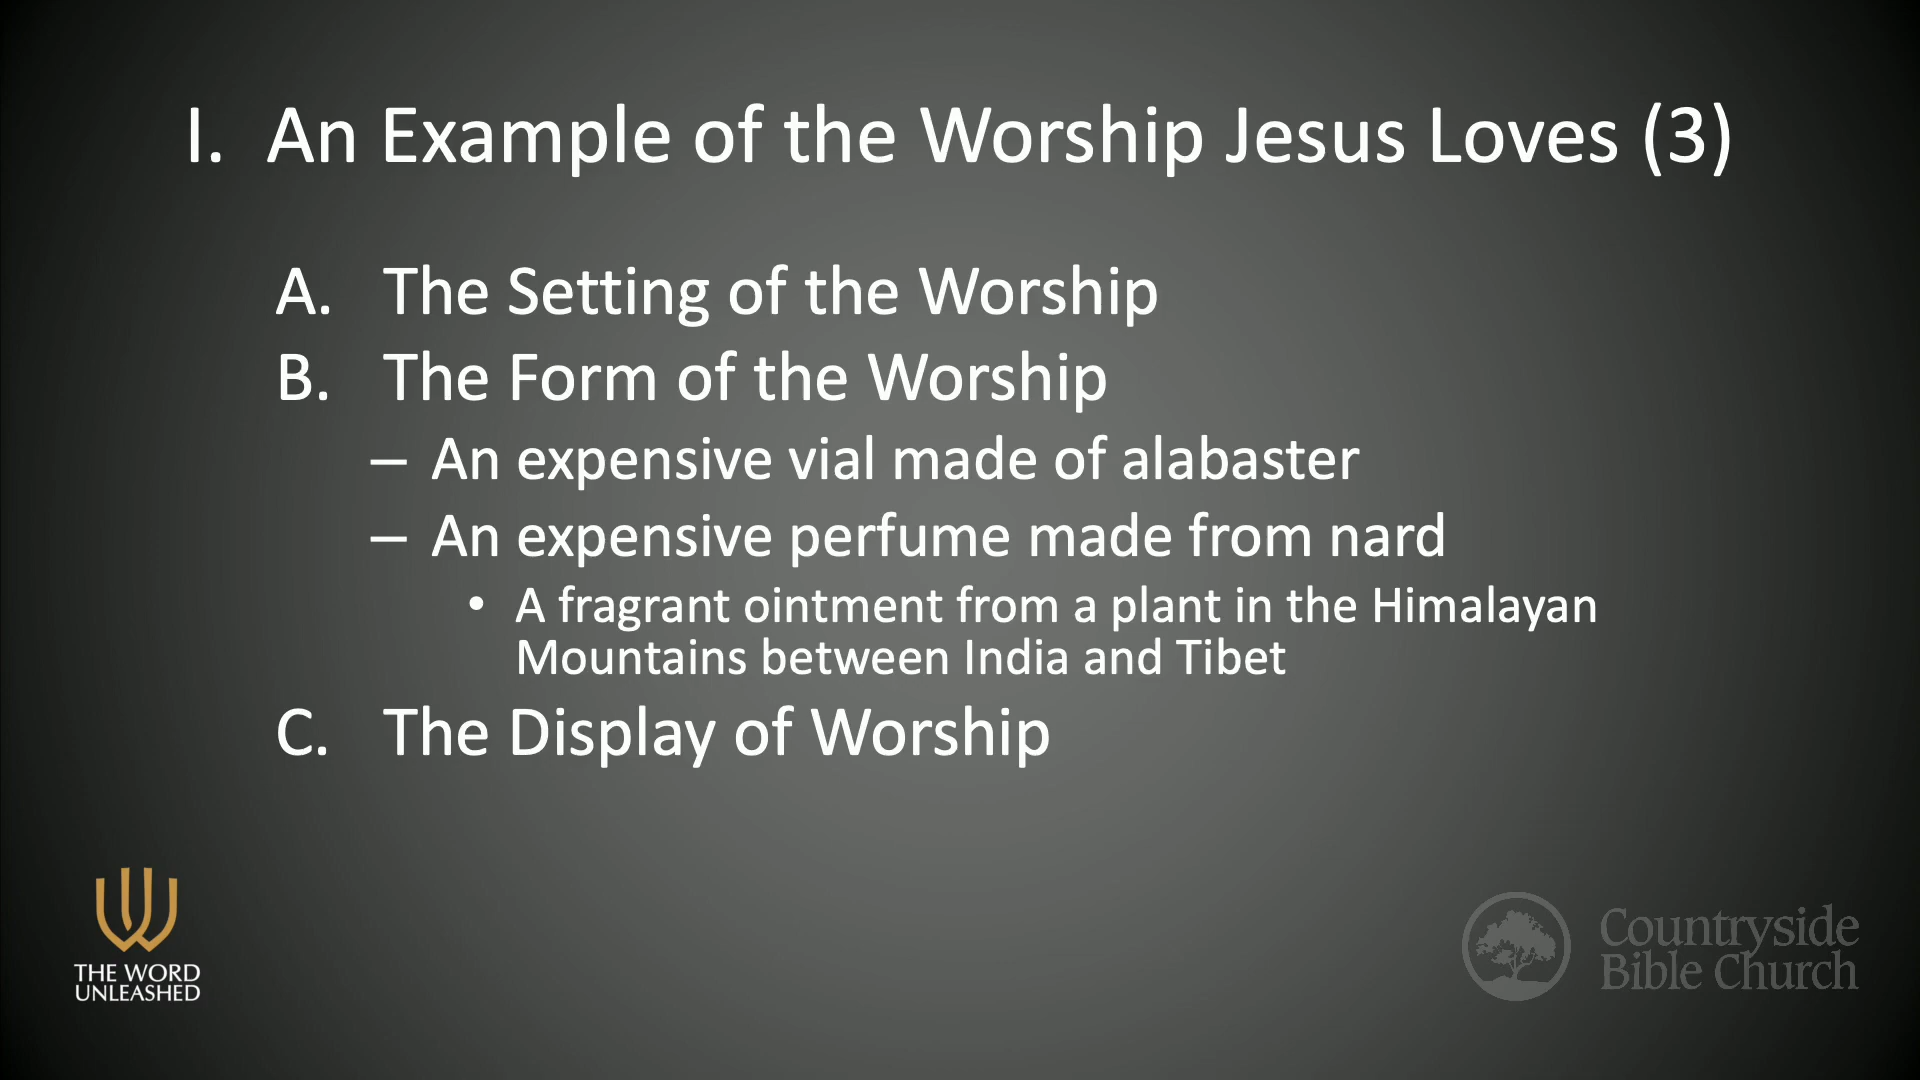 I. An Example of the Worship Jesus Loves (3)
A. The Setting of the Worship
B. The Form of the Worship
– An expensive vial made of alabaster
– An expensive perfume made from nard
• A fragrant ointment from a plant in the Himalayan
Mountains between India and Tibet
C. The Display of Worship
THE WORD
UNLEASHED
Countryside
Bible Church